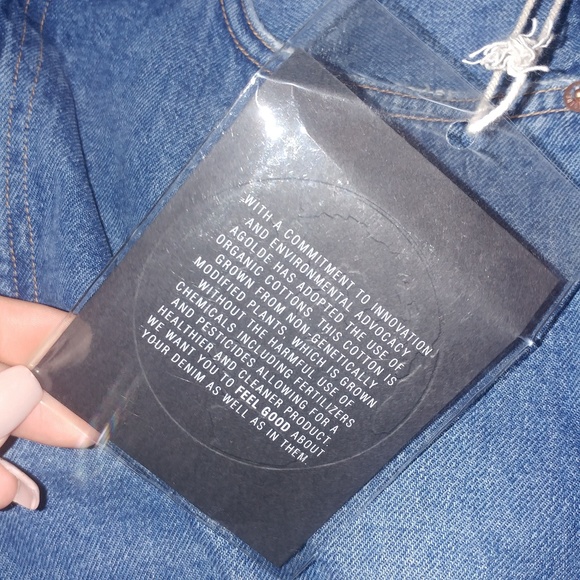 WITH A COMMITMENT TO INNOVATION
AND ENVIRONMENTAL ADVOCACY
AGOLDE HAS ADOPTED THE USE OF
ORGANIC COTTONS. THIS COTTON IS
GROWN FROM NON-GENETICALLY
MODIFIED PLANTS, WHICH IS GROWN
WITHOUT THE HARMFUL USE OF
CHEMICALS INCLUDING FERTILIZERS
AND PESTICIDES ALLOWING FOR A
HEALTHIER AND CLEANER PRODUCT.
WE WANT YOU TO FEEL GOOD ABOUT
YOUR DENIM AS WELL AS IN THEM.